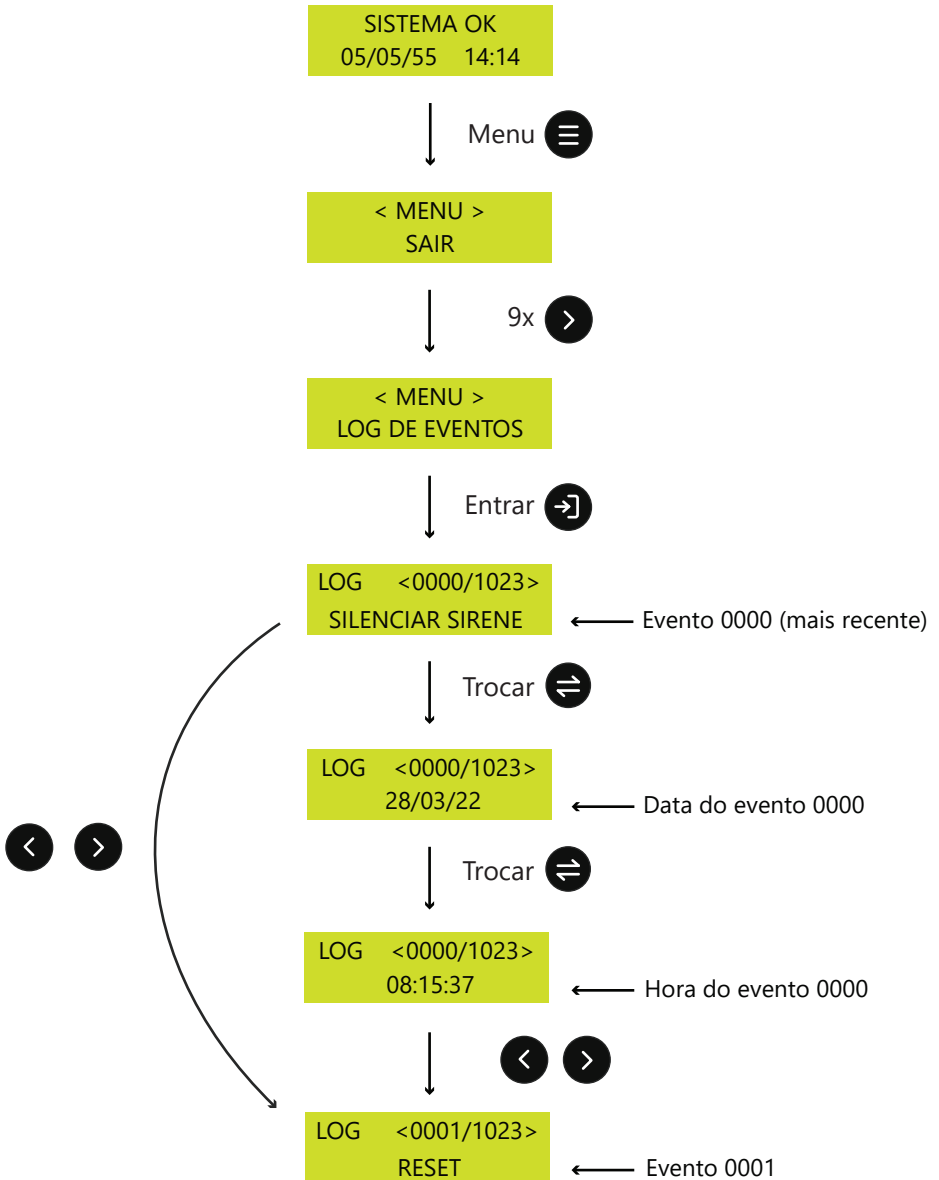 SISTEMA OK
05/05/55 14:14
Menu
< MENU >
SAIR
9x
< MENU >
LOG DE EVENTOS
Entrar
LOG <0000/1023>
SILENCIAR SIRENE
Evento 0000 (mais recente)
Trocar
LOG <0000/1023>
28/03/22
Data do evento 0000
Trocar
LOG <0000/1023>
08:15:37
Hora do evento 0000
LOG <0001/1023>
RESET
Evento 0001